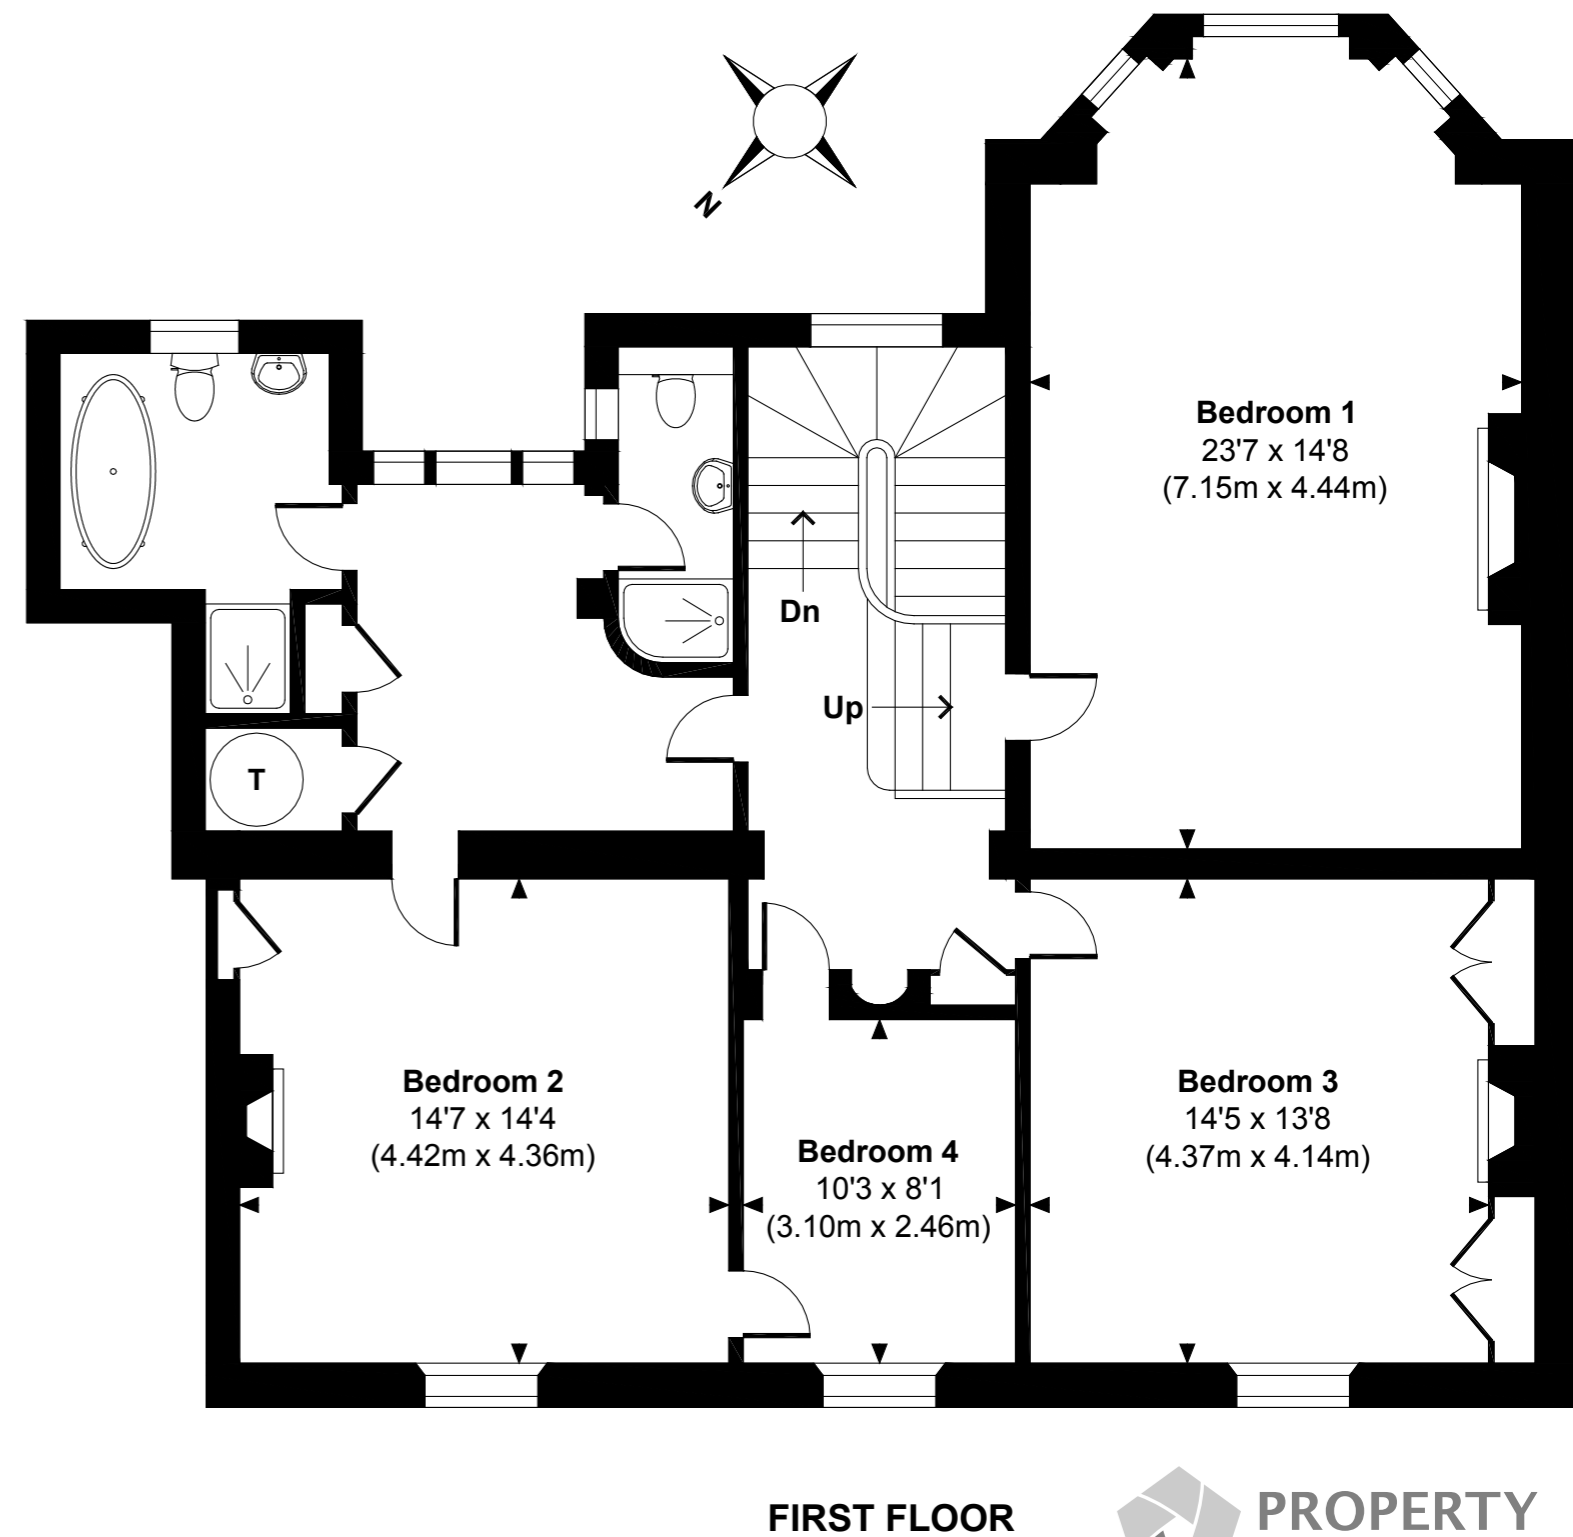 N
Bedroom 1
23'7 x 14'8
(7.15m x 4.44m)
Dn
Up
T
Bedroom 2
14'7 x 14'4
(4.42m x 4.36m)
Bedroom 4
10'3 x 8'1
(3.10m x 2.46m)
Bedroom 3
14'5 x 13'8
(4.37m x 4.14m)
FIRST FLOOR
PROPERTY